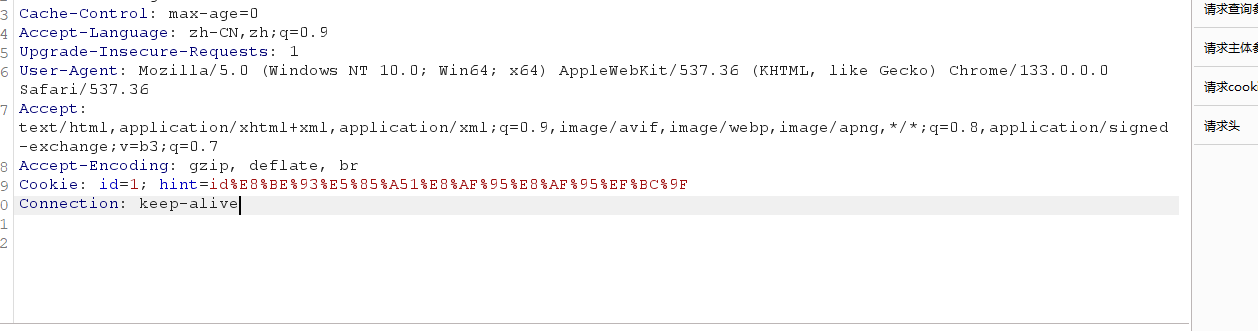 3 Cache-Control: max-age=0
4 Accept-Language: zh-CN,zh;q=0.9
5 Upgrade-Insecure-Requests: 1
6 User-Agent: Mozilla/5.0 (Windows NT 10.0; Win64; x64) AppleWebKit/537.36 (KHTML, like Gecko) Chrome/133.0.0.0
Safari/537.36
7 Accept:
text/html,application/xhtml+xml,application/xml;q=0.9,image/avif,image/webp,image/apng,*/*;q=0.8,application/signed
-exchange;v=b3;q=0.7
8 Accept-Encoding: gzip, deflate, br
9 Cookie: id=1; hint=id%E8%BE%93%E5%85%A51%E8%AF%95%E8%AF%95%EF%BC%9F
0 Connection: keep-alive
1
2
请求查询
请求主体
请求cook
请求头